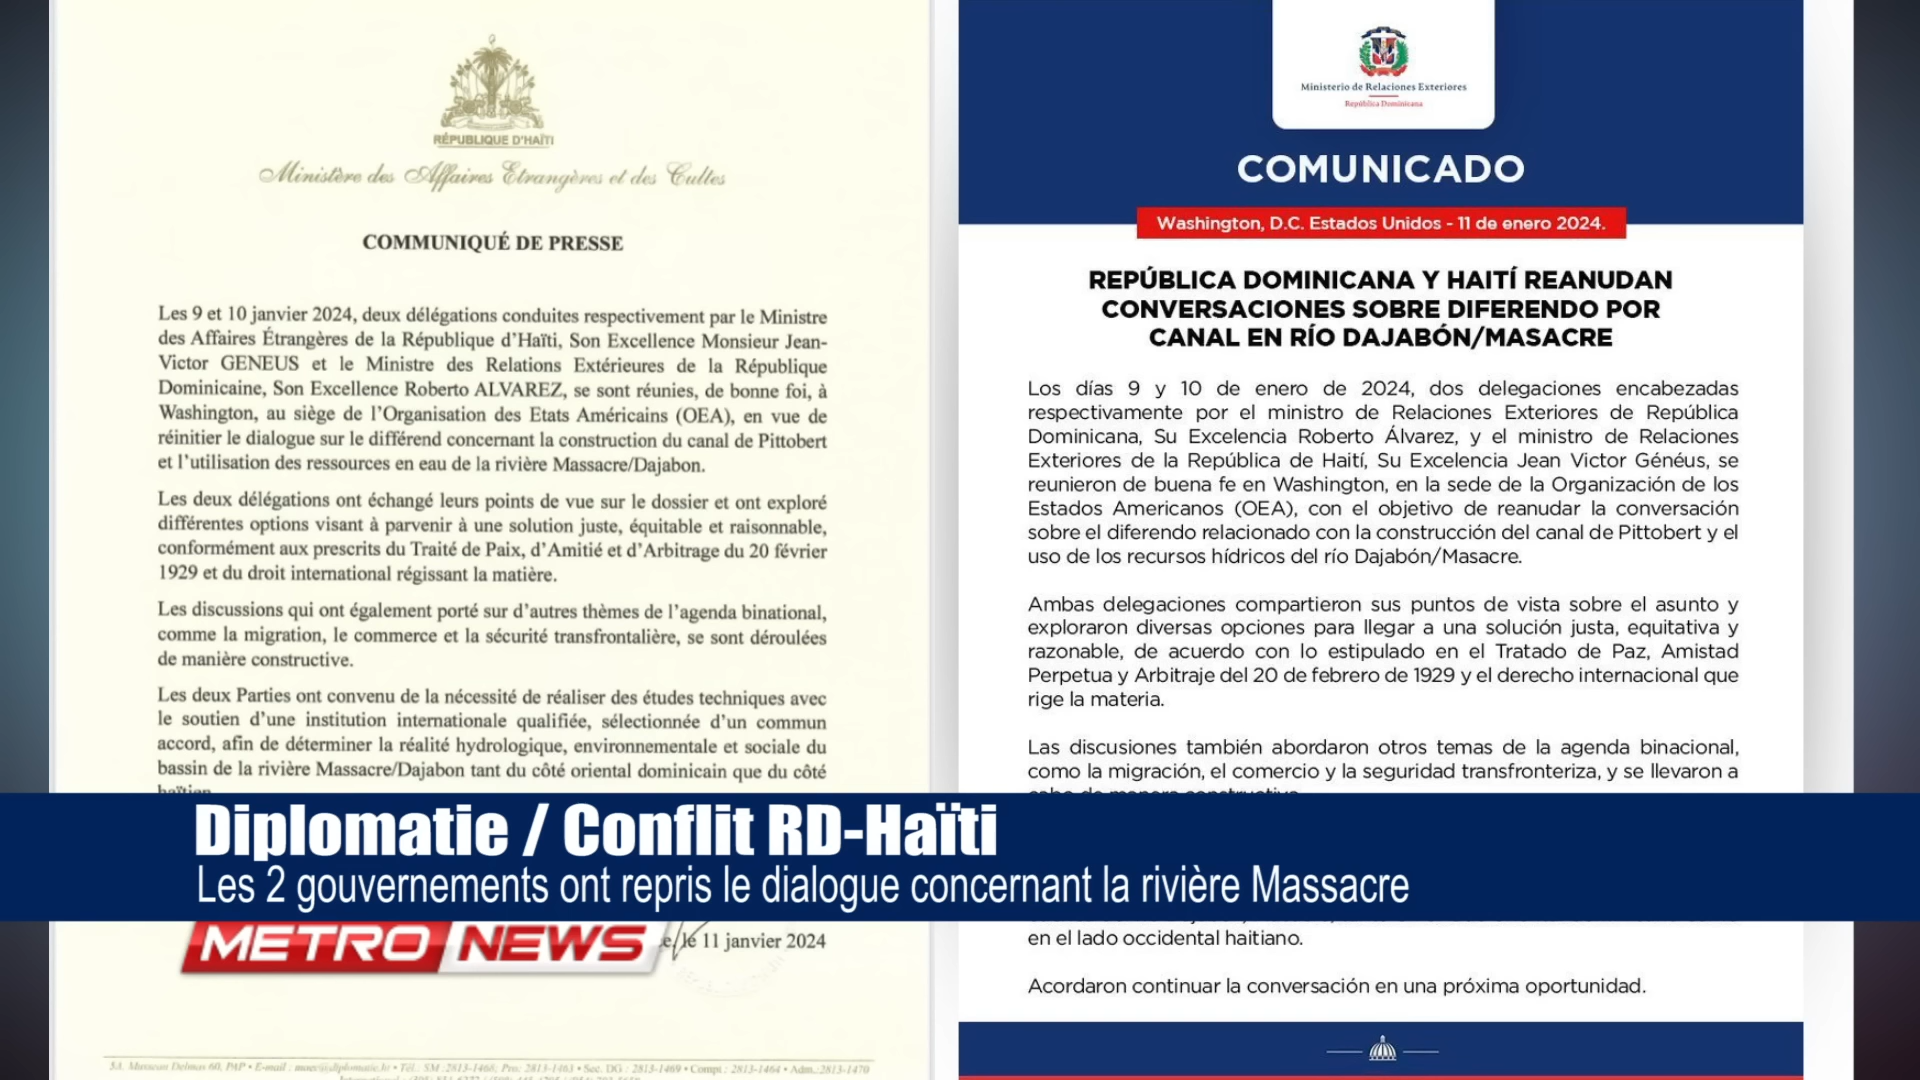 RÉPUBLIQUE D'HAÏTI
Ministère des Affaires Etrangères et des Cultes
COMMUNIQUÉ DE PRESSE
Les 9 et 10 janvier 2024, deux délégations conduites respectivement par le Ministre
des Affaires Étrangères de la République d'Haïti, Son Excellence Monsieur Jean-
Victor GENEUS et le Ministre des Relations Extérieures de la République
Dominicaine, Son Excellence Roberto ALVAREZ, se sont réunies, de bonne foi, à
Washington, au siège de l'Organisation des Etats Américains (OEA), en vue de
réinitier le dialogue sur le différend concernant la construction du canal de Pittobert
et l'utilisation des ressources en eau de la rivière Massacre/Dajabon.
Les deux délégations ont échangé leurs points de vue sur le dossier et ont exploré
différentes options visant à parvenir à une solution juste, équitable et raisonnable,
conformément aux prescrits du Traité de Paix, d'Amitié et d'Arbitrage du 20 février
1929 et du droit international régissant la matière.
Les discussions qui ont également porté sur d'autres thèmes de l'agenda binational,
comme la migration, le commerce et la sécurité transfrontalière, se sont déroulées
de manière constructive.
Les deux Parties ont convenu de la nécessité de réaliser des études techniques avec
le soutien d'une institution internationale qualifiée, sélectionnée d'un commun
accord, afin de déterminer la réalité hydrologique, environnementale et sociale du
bassin de la rivière Massacre/Dajabon tant du côté oriental dominicain que du côté
haïtien
le 11 janvier 2024
Ministerio de Relaciones Exteriores
República Dominicana
COMUNICADO
Washington, D.C. Estados Unidos - 11 de enero 2024.
REPÚBLICA DOMINICANA Y HAITÍ REANUDAN
CONVERSACIONES SOBRE DIFERENDO POR
CANAL EN RÍO DAJABÓN/MASACRE
Los días 9 y 10 de enero de 2024, dos delegaciones encabezadas
respectivamente por el ministro de Relaciones Exteriores de República
Dominicana, Su Excelencia Roberto Álvarez, y el ministro de Relaciones
Exteriores de la República de Haití, Su Excelencia Jean Victor Généus, se
reunieron de buena fe en Washington, en la sede de la Organización de los
Estados Americanos (OEA), con el objetivo de reanudar la conversación
sobre el diferendo relacionado con la construcción del canal de Pittobert y el
uso de los recursos hídricos del río Dajabón/Masacre.
Ambas delegaciones compartieron sus puntos de vista sobre el asunto y
exploraron diversas opciones para llegar a una solución justa, equitativa y
razonable, de acuerdo con lo estipulado en el Tratado de Paz, Amistad
Perpetua y Arbitraje del 20 de febrero de 1929 y el derecho internacional que
rige la materia.
Las discusiones también abordaron otros temas de la agenda binacional,
como la migración, el comercio y la seguridad transfronteriza, y se llevaron a
cabo de manera constructiva
en el lado occidental haitiano.
Acordaron continuar la conversación en una próxima oportunidad.
Diplomatie / Conflit RD-Haïti
Les 2 gouvernements ont repris le dialogue concernant la rivière Massacre
METRO NEWS